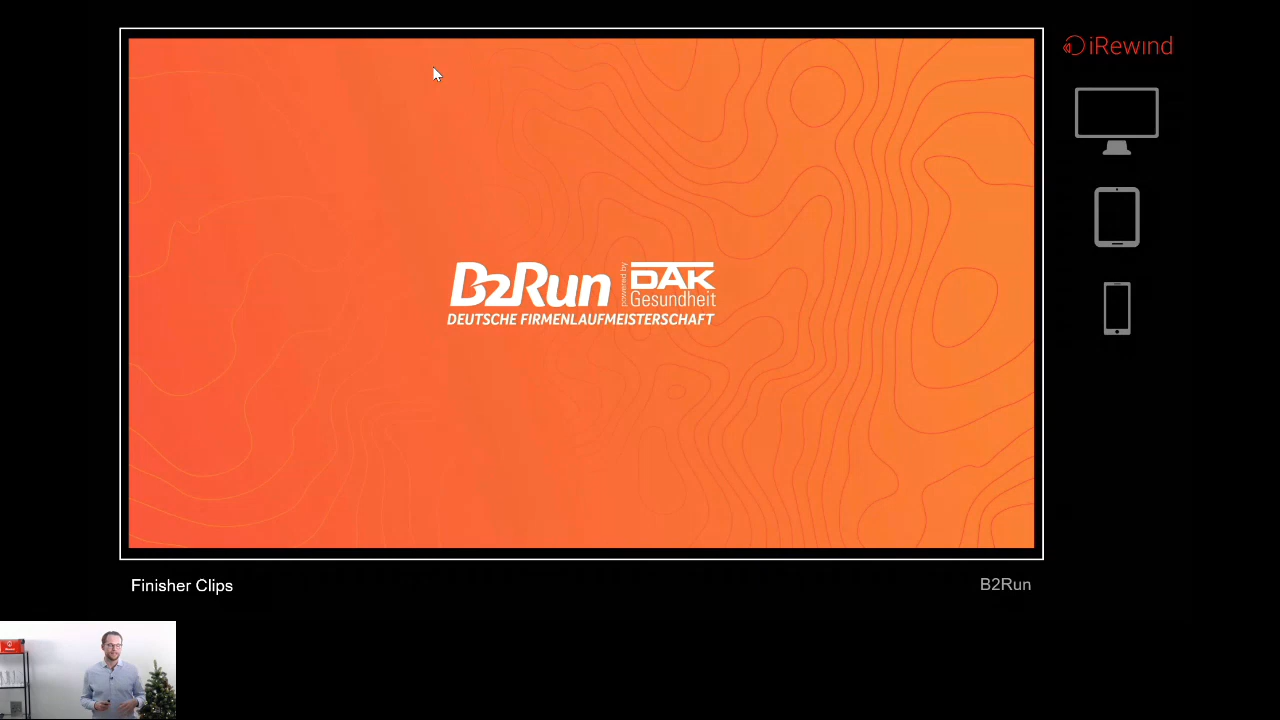 iRewind
B2Run
powered by
DAK
Gesundheit
DEUTSCHE FIRMENLAUFMEISTERSCHAFT
Finisher Clips
B2Run